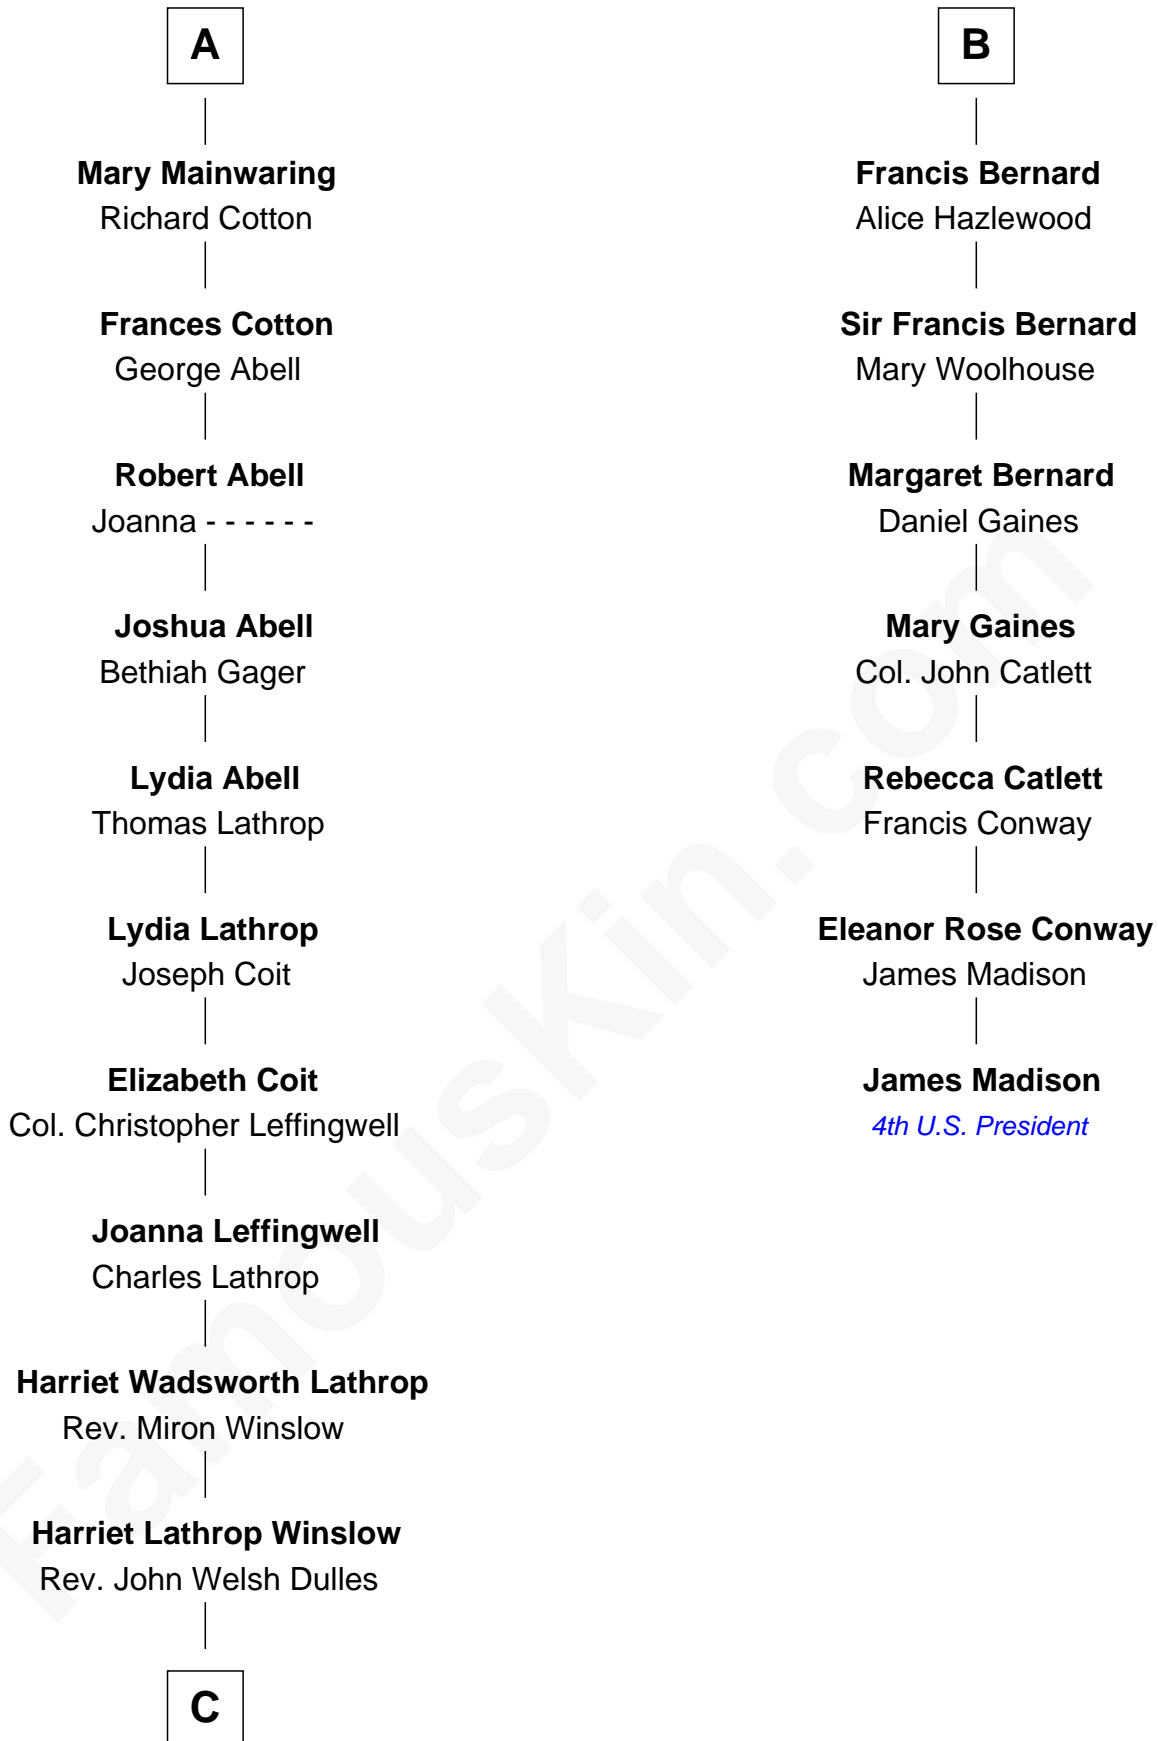 A
Mary Mainwaring
Richard Cotton
Frances Cotton
George Abell
Robert Abell
Joanna - - - - - -
Joshua Abell
Bethiah Gager
Lydia Abell
Thomas Lathrop
Lydia Lathrop
Joseph Coit
Elizabeth Coit
Col. Christopher Leffingwell
Joanna Leffingwell
Charles Lathrop
Harriet Wadsworth Lathrop
Rev. Miron Winslow
Harriet Lathrop Winslow
Rev. John Welsh Dulles
C
B
Francis Bernard
Alice Hazlewood
Sir Francis Bernard
Mary Woolhouse
Margaret Bernard
Daniel Gaines
Mary Gaines
Col. John Catlett
Rebecca Catlett
Francis Conway
Eleanor Rose Conway
James Madison
James Madison
4th U.S. President
FamousKin.com